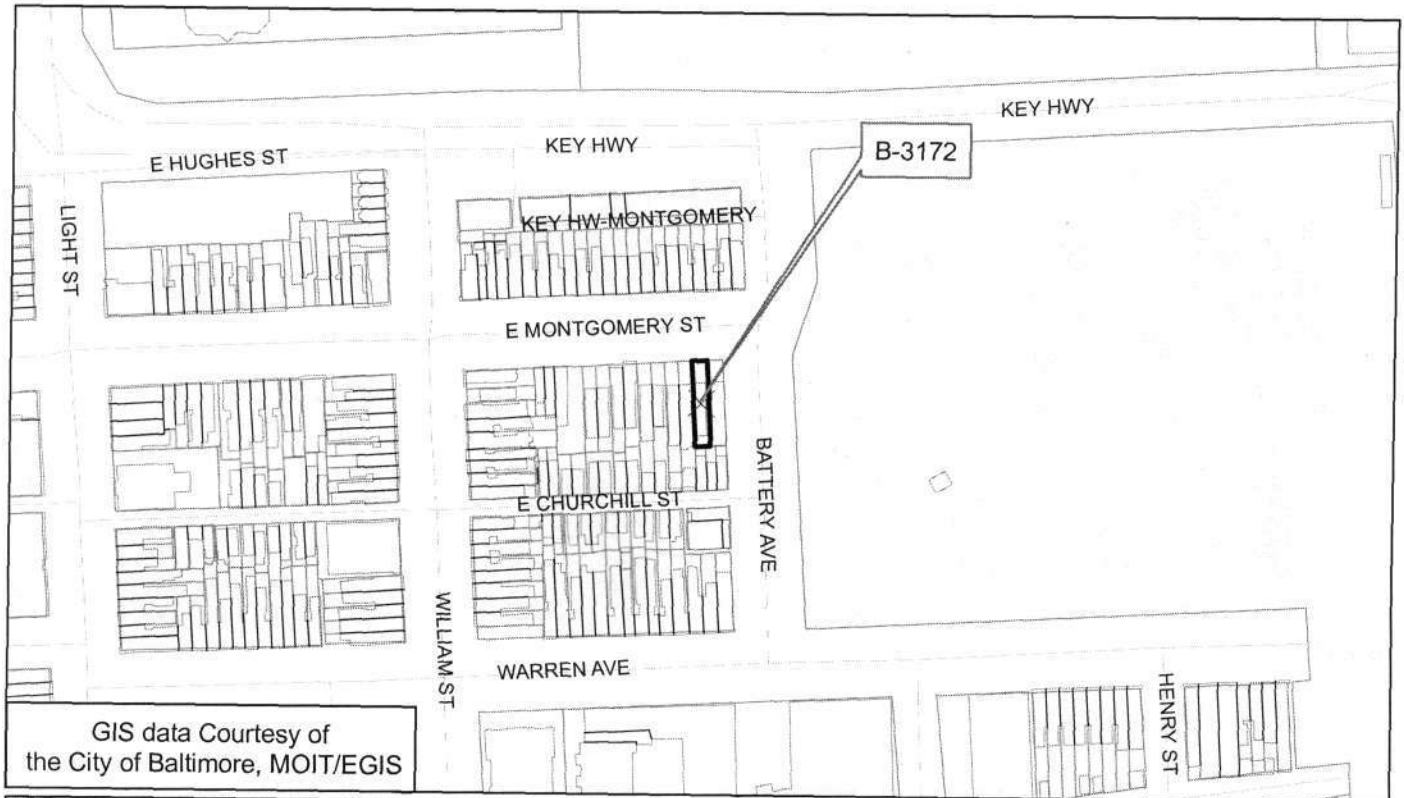 KEY HWY
KEY HWY
E HUGHES ST
B-3172
LIGHT ST
KEY HW-MONTGOMERY
E MONTGOMERY ST
BATTERY AVE
E CHURCHILL ST
WILLIAM ST
WARREN AVE
HENRY ST
GIS data Courtesy of
the City of Baltimore, MOIT/EGIS